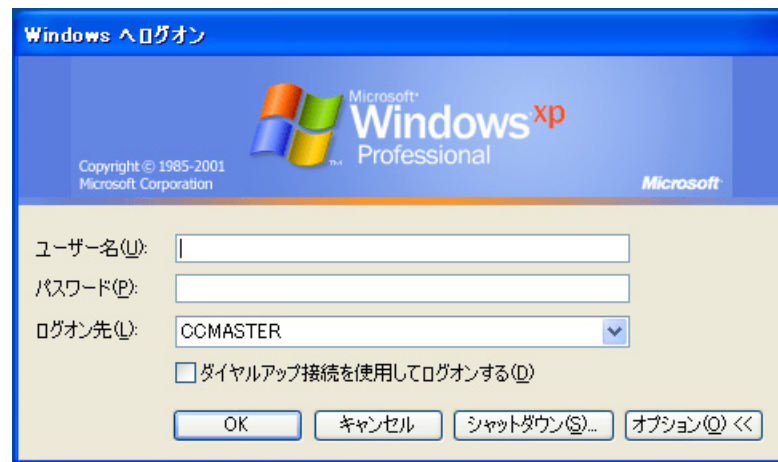 Windows へログオン
Microsoft
Windows xp
Professional
TM
Copyright © 1985-2001
Microsoft Corporation
Microsoft
ユーザー名(U):
パスワード(P):
ログオン先(L): CCMASTER
ダイヤルアップ接続を使用してログオンする(D)
OK キャンセル シャットダウン(S)... オプション(O) <<